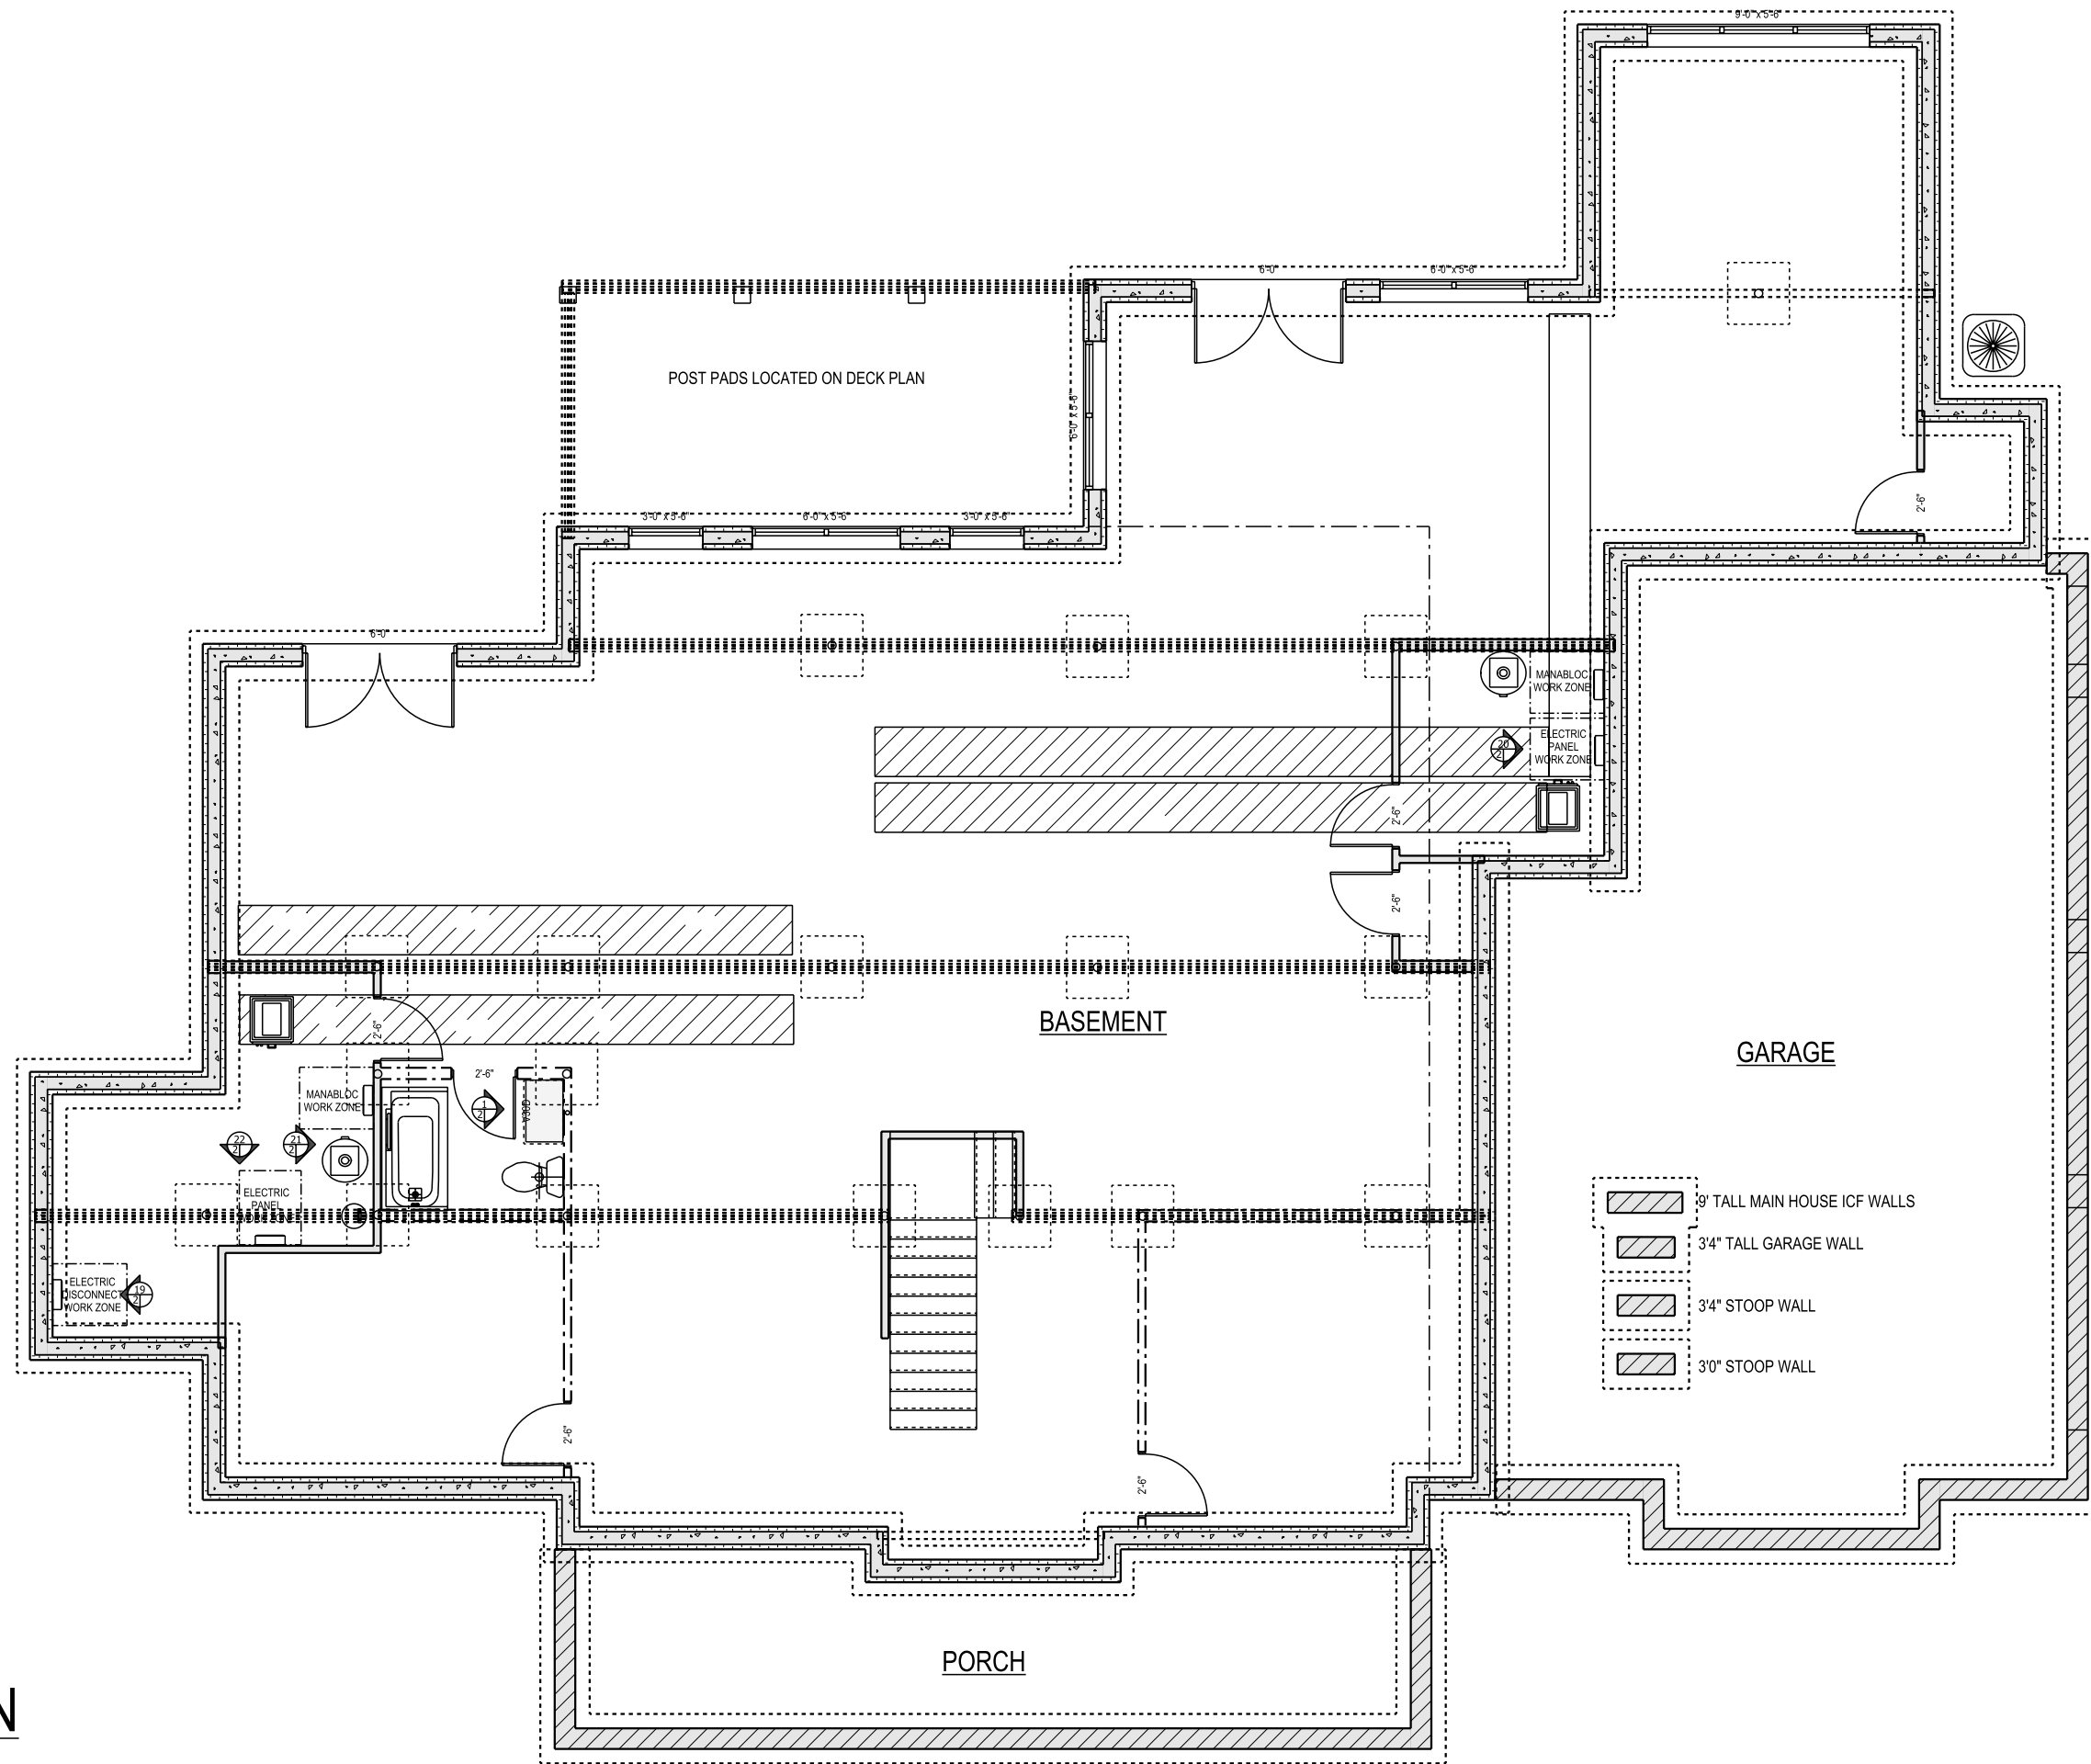 9'-0" x 5'-6"
6'-0"
6'-0" x 5'-6"
POST PADS LOCATED ON DECK PLAN
6'-0" x 5'-6"
2'-6"
3'-0" x 5'-6"
6'-0" x 5'-6"
3'-0" x 5'-6"
6'-0"
MANABLOC
WORK ZONE
ELECTRIC
PANEL
WORK ZONE
20
2
2'-6"
2'-6"
BASEMENT
GARAGE
2'-6"
2'-6"
MANABLOC
WORK ZONE
1
2
22
2
21
2
ELECTRIC
PANEL
WORK ZONE
9' TALL MAIN HOUSE ICF WALLS
3'4" TALL GARAGE WALL
ELECTRIC
DISCONNECT
WORK ZONE
19
2
3'4" STOOP WALL
3'0" STOOP WALL
2'-6"
2'-6"
PORCH
N